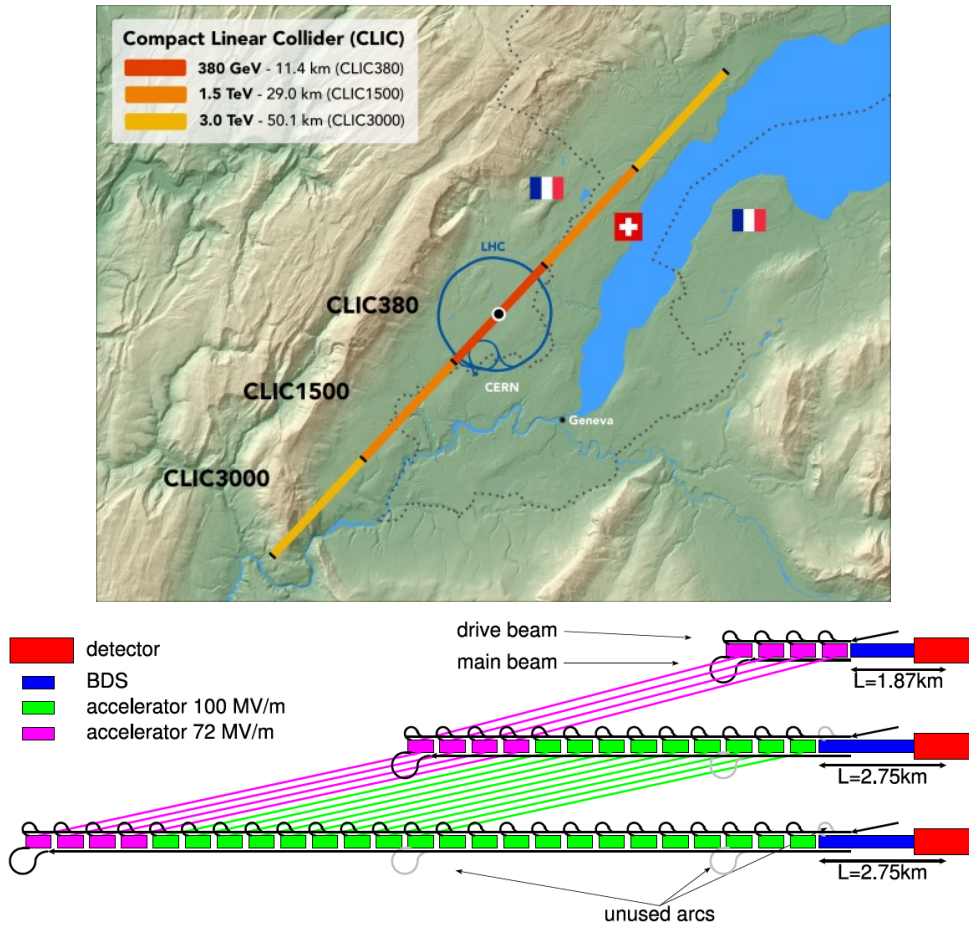 Compact Linear Collider (CLIC)
380 GeV - 11.4 km (CLIC380)
1.5 TeV - 29.0 km (CLIC1500)
3.0 TeV - 50.1 km (CLIC3000)
LHC
CLIC380
CLIC1500
CERN
Geneva
CLIC3000
drive beam
main beam
detector
BDS
accelerator 100 MV/m
accelerator 72 MV/m
L=1.87km
L=2.75km
L=2.75km
unused arcs